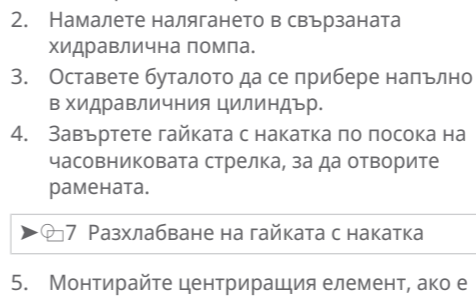 2. Намалете налягането в свързаната
хидравлична помпа.
3. Оставете буталото да се прибере напълно
в хидравличния цилиндър.
4. Завъртете гайката с накатка по посока на
часовниковата стрелка, за да отворите
рамената.
➤ 7 Разхлабване на гайката с накатка
5. Монтирайте центриращия елемент, ако е